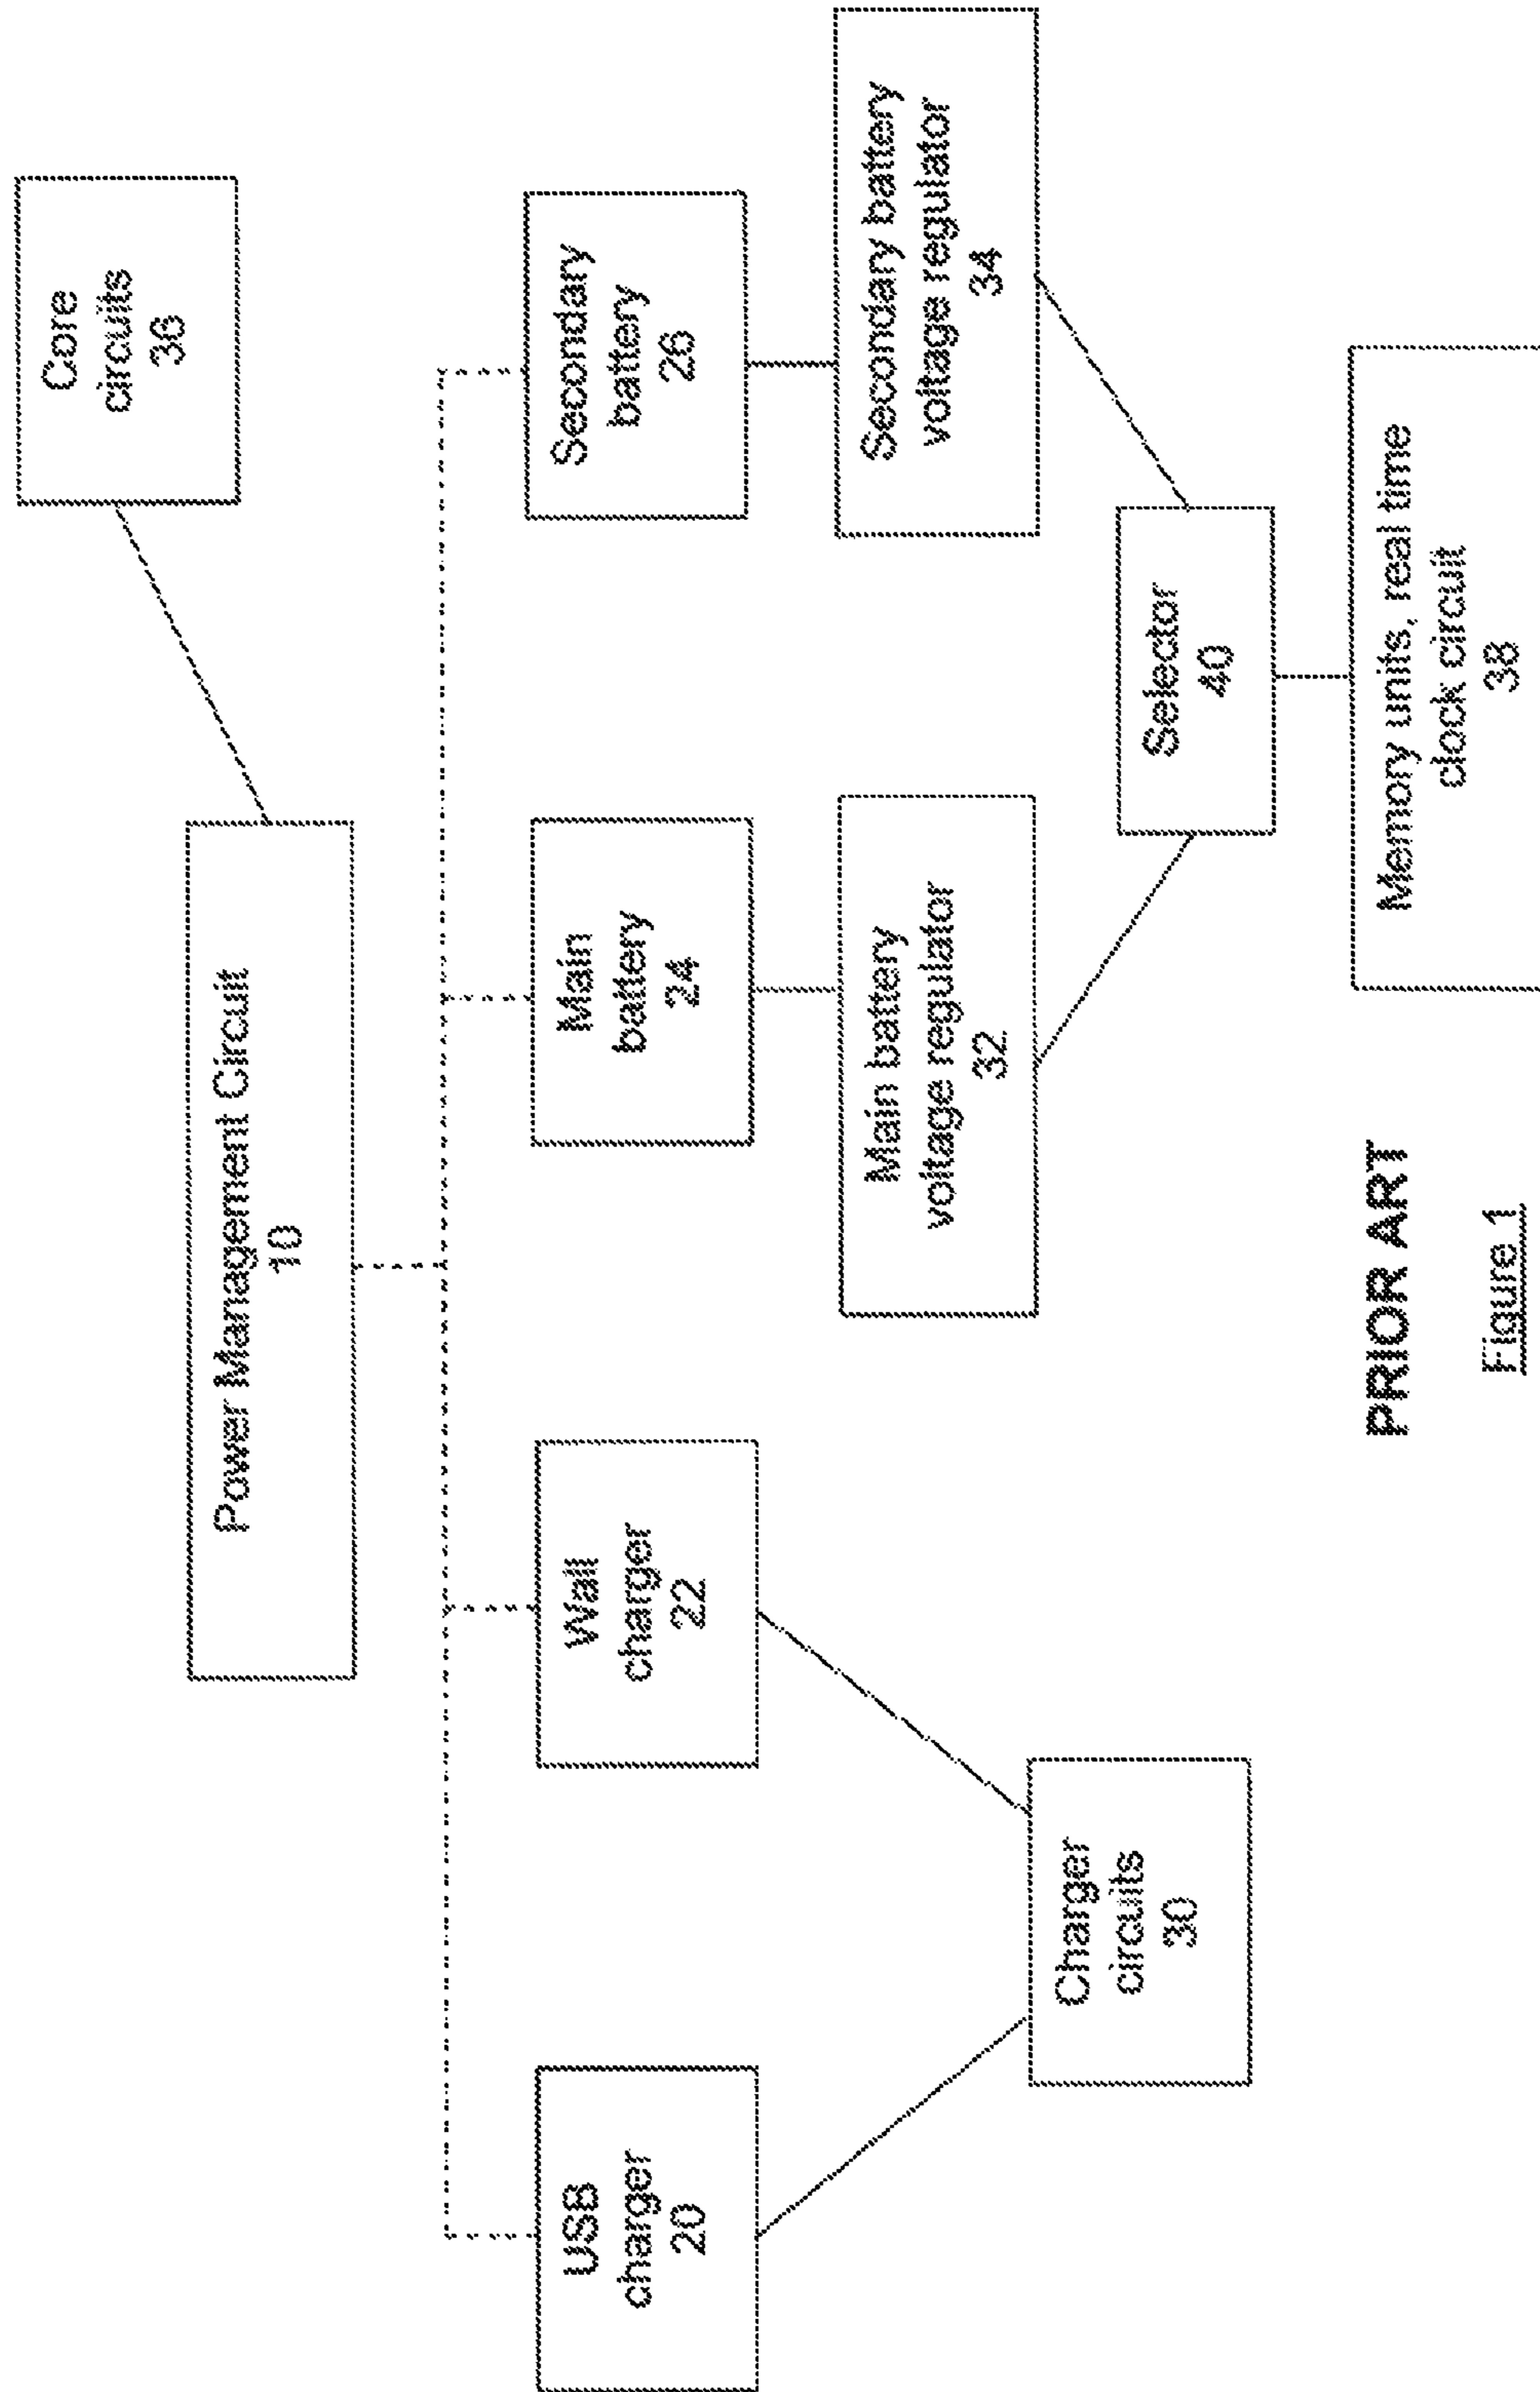 Core
circuits
36
Power Management Circuit
10
USB
charger
20
Wall
charger
22
Main
battery
24
Secondary
battery
26
Main battery
voltage regulator
32
Secondary battery
voltage regulator
34
Charger
circuits
30
Selector
40
Memory units, real time
clock circuit
38
PRIOR ART
Figure 1